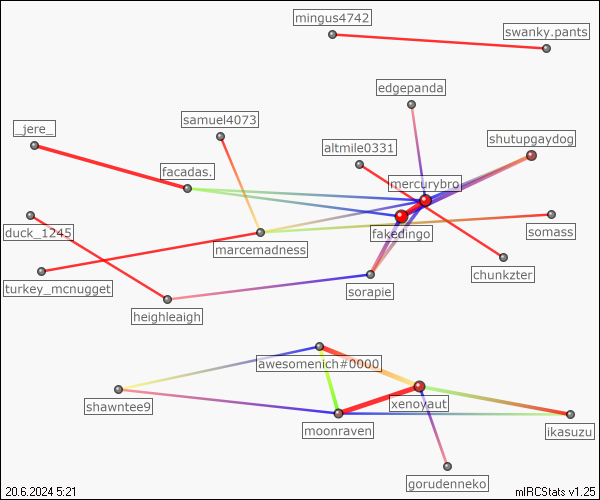 mingus4742
swanky.pants
edgepanda
samuel4073
_jere_
shutupgaydog
altmile0331
facadas.
mercurybro
duck_1245
fakedingo
somass
marcemadness
chunkzter
turkey_mcnugget
sorapie
heighleaigh
awesomenich#0000
xenoyaut
shawntee9
moonraven
ikasuzu
gorudenneko
20.6.2024 5:21
mIRCStats v1.25